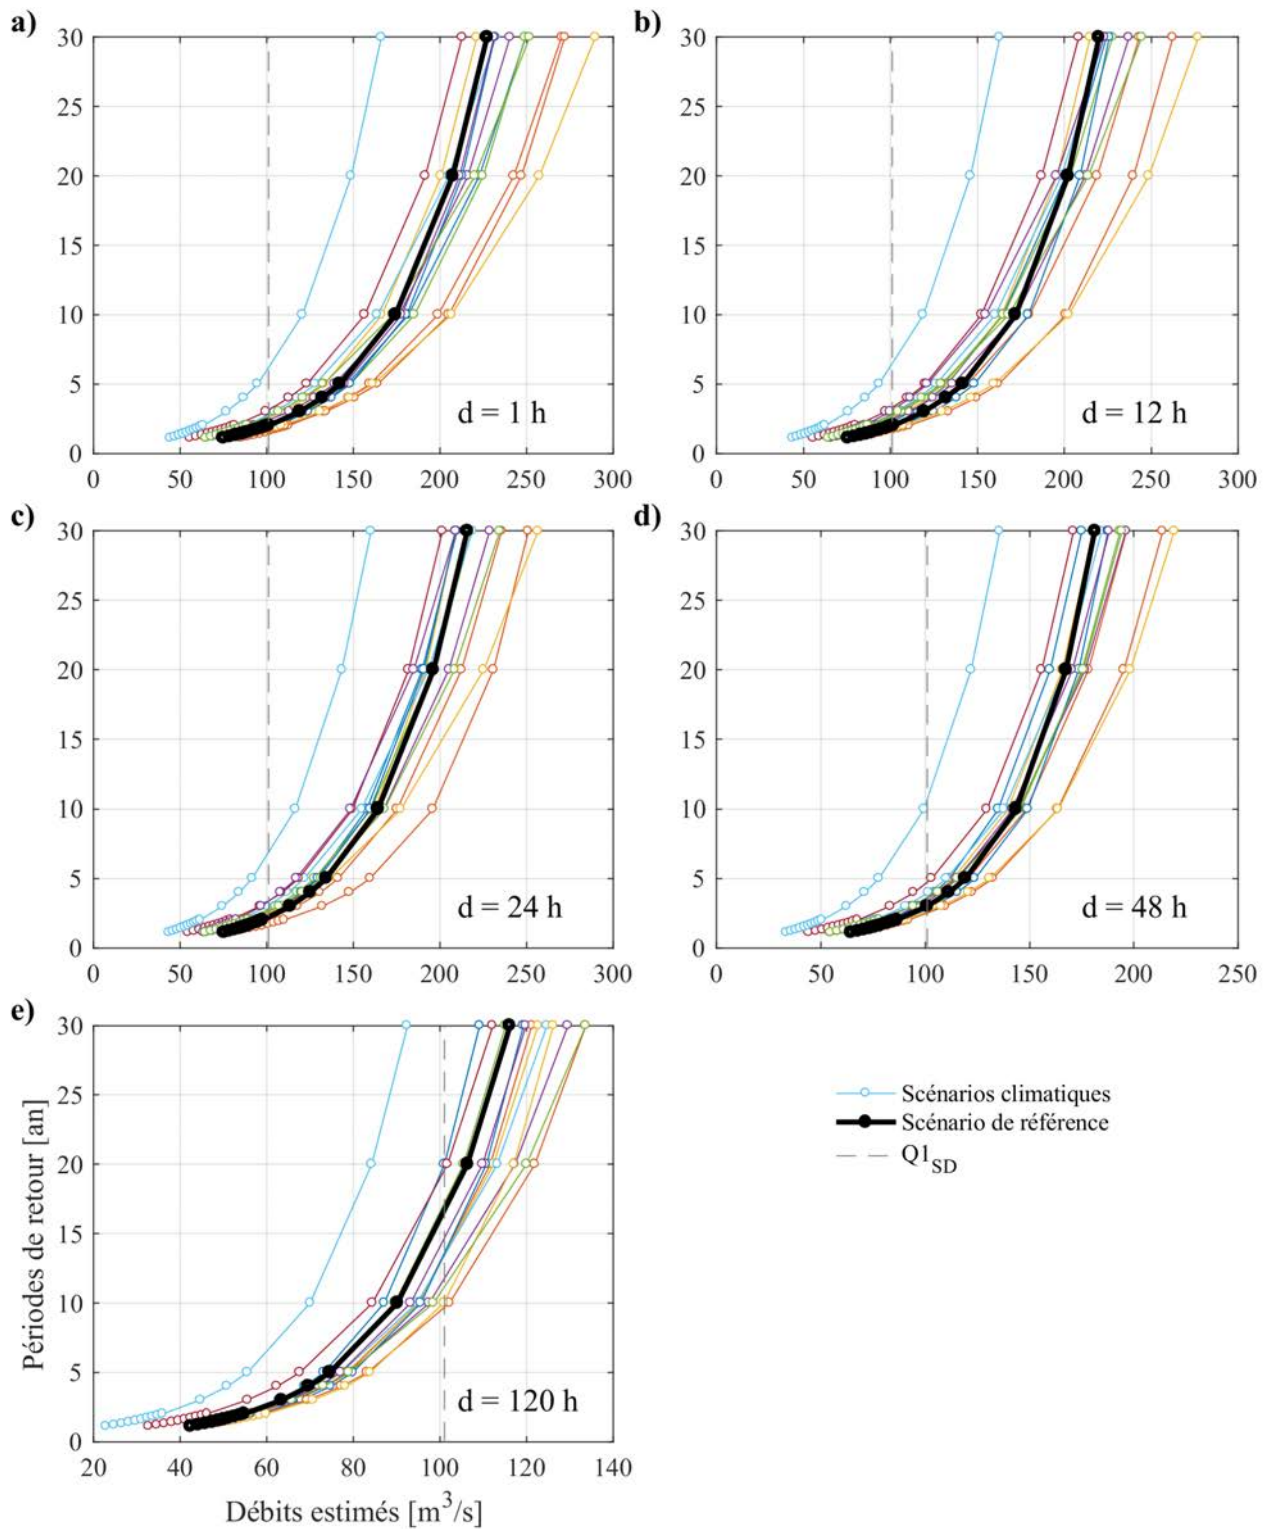 a)
30
25
20
15
10
5
0
d = 1 h
0 50 100 150 200 250 300
b)
30
25
20
15
10
5
0
d = 12 h
0 50 100 150 200 250 300
c)
30
25
20
15
10
5
0
d = 24 h
0 50 100 150 200 250 300
d)
30
25
20
15
10
5
0
d = 48 h
0 50 100 150 200 250
e)
30
25
20
15
10
5
0
Périodes de retour [an]
d = 120 h
20 40 60 80 100 120 140
Débits estimés [m³/s]
Scénarios climatiques
Scénario de référence
Q1SD